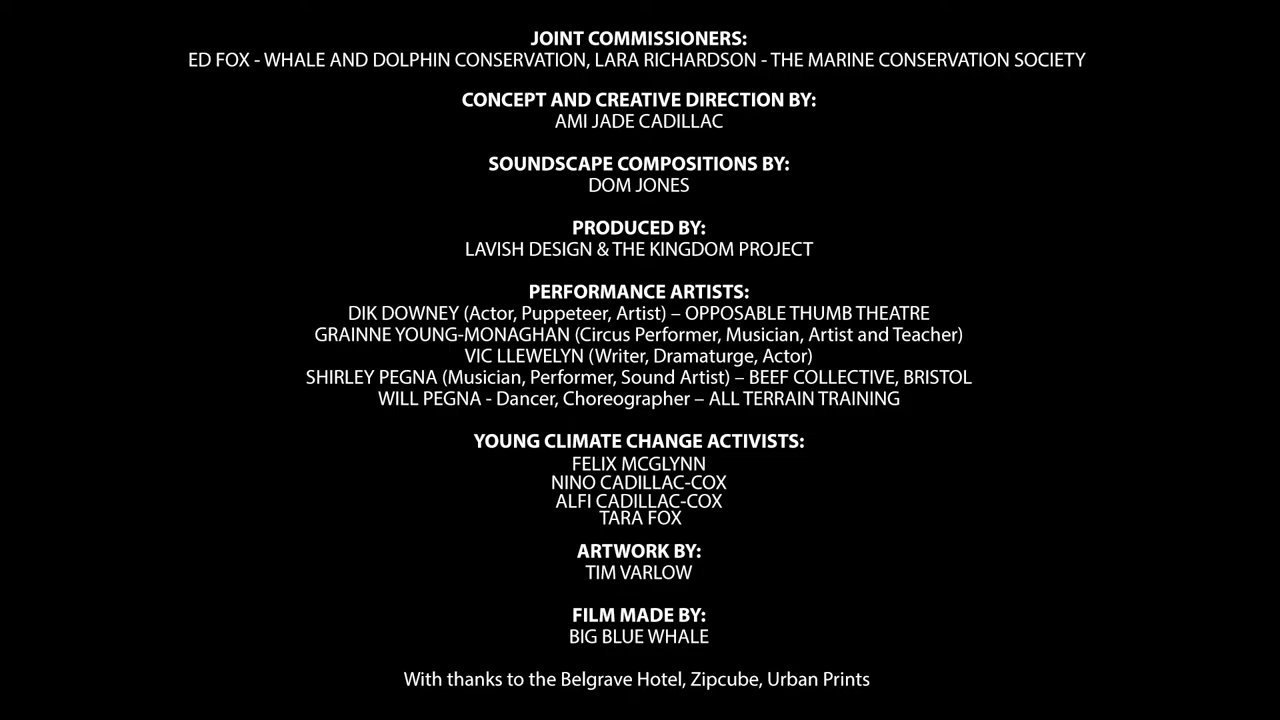 JOINT COMMISSIONERS:
ED FOX - WHALE AND DOLPHIN CONSERVATION, LARA RICHARDSON - THE MARINE CONSERVATION SOCIETY
CONCEPT AND CREATIVE DIRECTION BY:
AMI JADE CADILLAC
SOUNDSCAPE COMPOSITIONS BY:
DOM JONES
PRODUCED BY:
LAVISH DESIGN & THE KINGDOM PROJECT
PERFORMANCE ARTISTS:
DIK DOWNEY (Actor, Puppeteer, Artist) – OPPOSABLE THUMB THEATRE
GRAINNE YOUNG-MONAGHAN (Circus Performer, Musician, Artist and Teacher)
VIC LLEWELYN (Writer, Dramaturge, Actor)
SHIRLEY PEGNA (Musician, Performer, Sound Artist) – BEEF COLLECTIVE, BRISTOL
WILL PEGNA - Dancer, Choreographer – ALL TERRAIN TRAINING
YOUNG CLIMATE CHANGE ACTIVISTS:
FELIX MCGLYNN
NINO CADILLAC-COX
ALFI CADILLAC-COX
TARA FOX
ARTWORK BY:
TIM VARLOW
FILM MADE BY:
BIG BLUE WHALE
With thanks to the Belgrave Hotel, Zipcube, Urban Prints